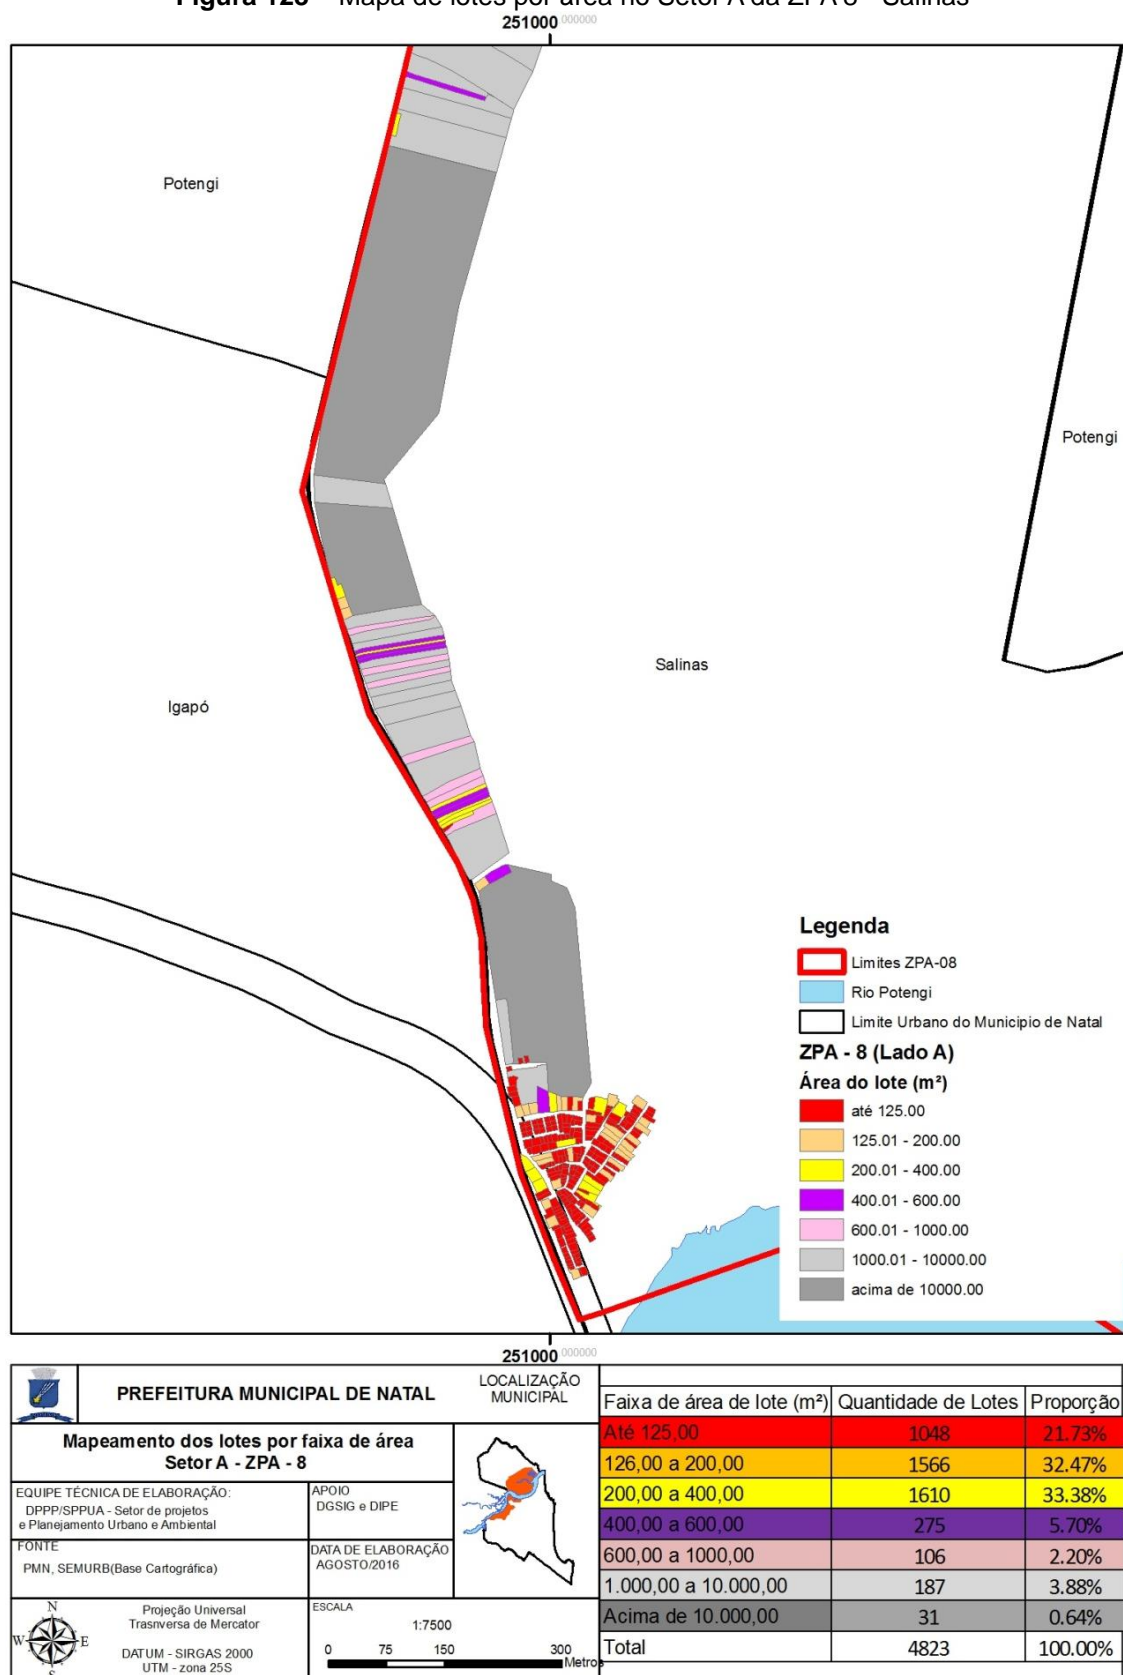 Figura 128 – Mapa de lotes por área no Setor A da ZPA 8 - Salinas
251000 000000
Potengi
Potengi
Salinas
Igapó
Legenda
Limites ZPA-08
Rio Potengi
Limite Urbano do Municipio de Natal
ZPA - 8 (Lado A)
Área do lote (m²)
até 125.00
125.01 - 200.00
200.01 - 400.00
400.01 - 600.00
600.01 - 1000.00
1000.01 - 10000.00
acima de 10000.00
251000 000000
PREFEITURA MUNICIPAL DE NATAL
LOCALIZAÇÃO
MUNICIPAL
Mapeamento dos lotes por faixa de área
Setor A - ZPA - 8
EQUIPE TÉCNICA DE ELABORAÇÃO:
DPPP/SPPUA - Setor de projetos
e Planejamento Urbano e Ambiental
APOIO
DGSIG e DIPE
FONTE
PMN, SEMURB(Base Cartográfica)
DATA DE ELABORAÇÃO
AGOSTO/2016
N
W E
S
Projeção Universal
Trasnversa de Mercator
DATUM - SIRGAS 2000
UTM - zona 25S
ESCALA
1:7500
0 75 150 300
Metros
Faixa de área de lote (m²) Quantidade de Lotes Proporção
Até 125,00 1048 21.73%
126,00 a 200,00 1566 32.47%
200,00 a 400,00 1610 33.38%
400,00 a 600,00 275 5.70%
600,00 a 1000,00 106 2.20%
1.000,00 a 10.000,00 187 3.88%
Acima de 10.000,00 31 0.64%
Total 4823 100.00%